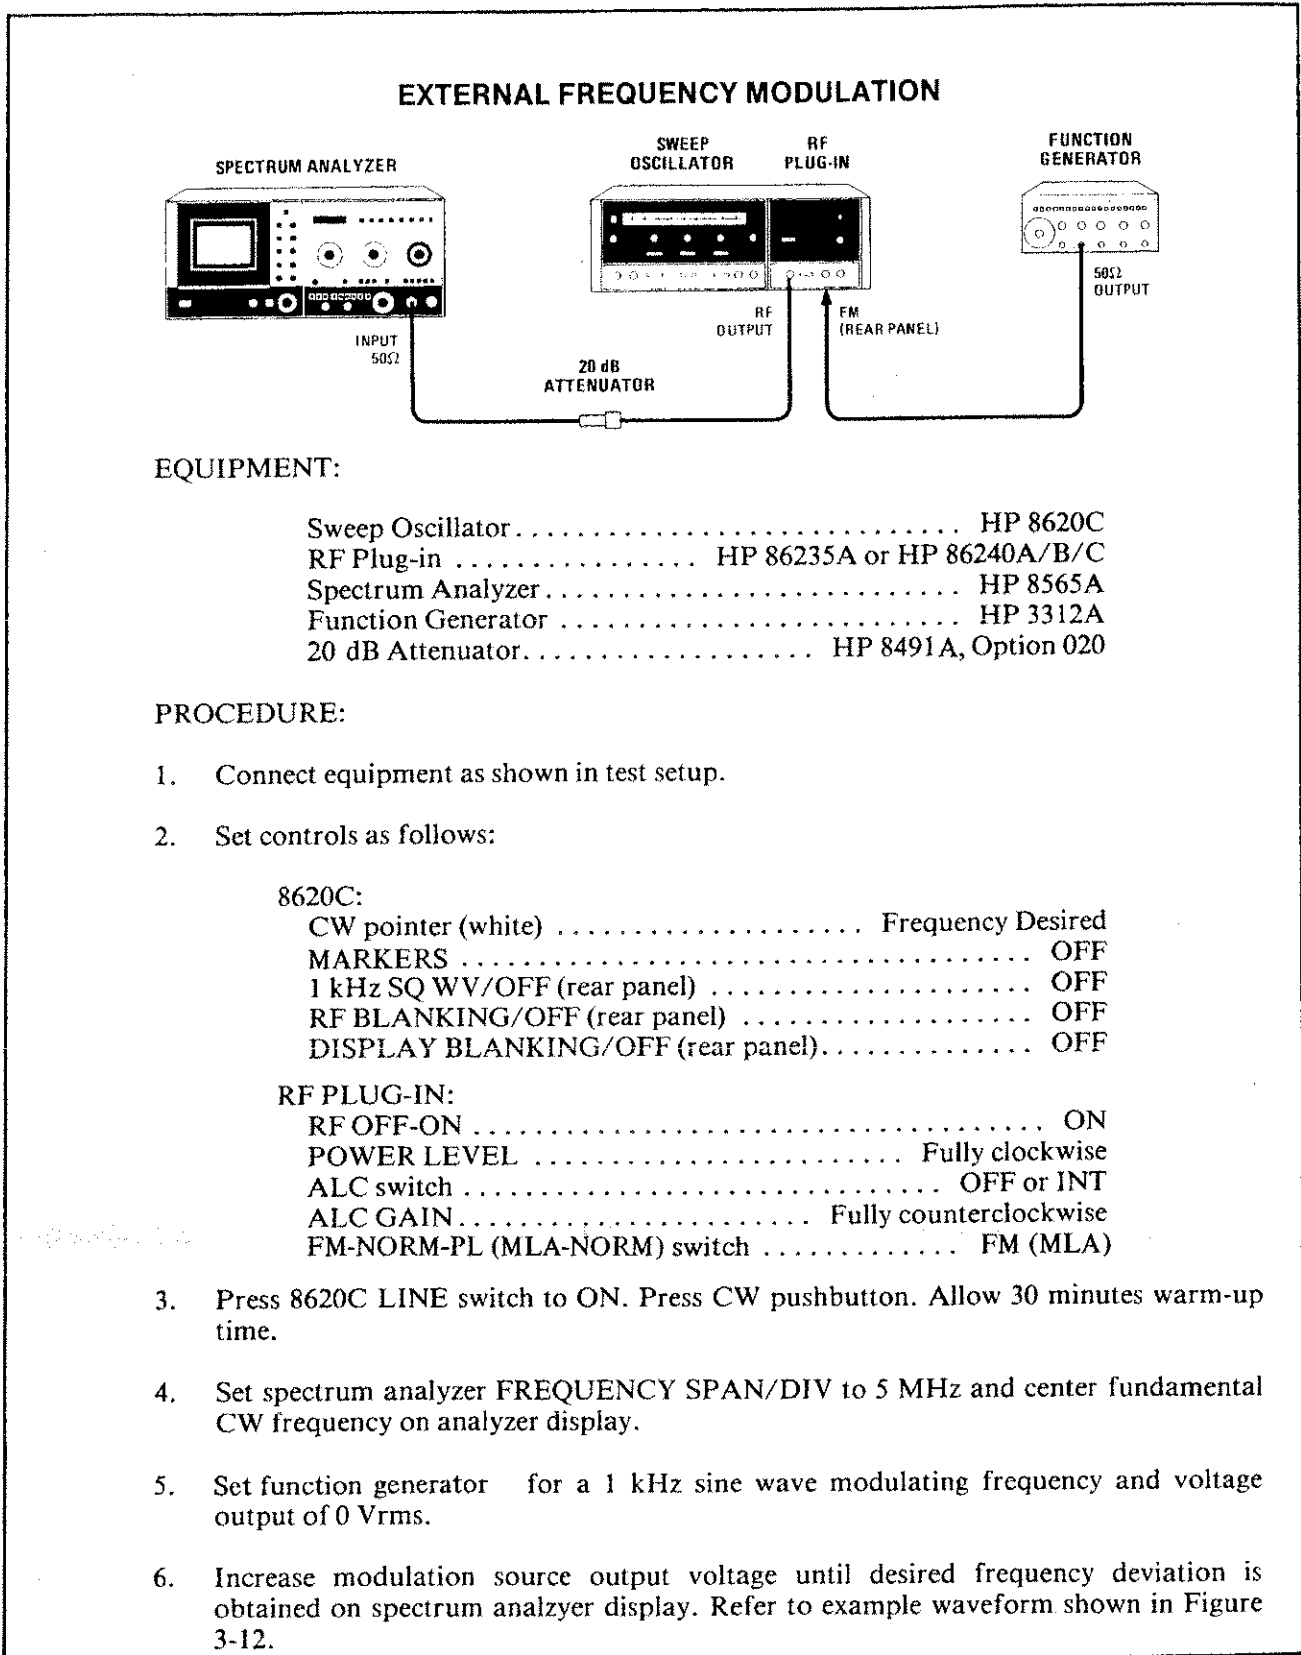 EXTERNAL FREQUENCY MODULATION
SPECTRUM ANALYZER
SWEEP
OSCILLATOR
RF
PLUG-IN
FUNCTION
GENERATOR
INPUT
50Ω
20 dB
ATTENUATOR
RF
OUTPUT
FM
(REAR PANEL)
50Ω
OUTPUT
EQUIPMENT:
Sweep Oscillator............................ HP 8620C
RF Plug-in ................ HP 86235A or HP 86240A/B/C
Spectrum Analyzer.......................... HP 8565A
Function Generator ......................... HP 3312A
20 dB Attenuator................... HP 8491A, Option 020
PROCEDURE:
1. Connect equipment as shown in test setup.
2. Set controls as follows:
8620C:
CW pointer (white) .................... Frequency Desired
MARKERS .................................... OFF
1 kHz SQ WV/OFF (rear panel) ..................... OFF
RF BLANKING/OFF (rear panel) ................... OFF
DISPLAY BLANKING/OFF (rear panel).............. OFF
RF PLUG-IN:
RF OFF-ON ..................................... ON
POWER LEVEL ........................ Fully clockwise
ALC switch .............................. OFF or INT
ALC GAIN....................... Fully counterclockwise
FM-NORM-PL (MLA-NORM) switch ............. FM (MLA)
3. Press 8620C LINE switch to ON. Press CW pushbutton. Allow 30 minutes warm-up
time.
4. Set spectrum analyzer FREQUENCY SPAN/DIV to 5 MHz and center fundamental
CW frequency on analyzer display.
5. Set function generator for a 1 kHz sine wave modulating frequency and voltage
output of 0 Vrms.
6. Increase modulation source output voltage until desired frequency deviation is
obtained on spectrum analzyer display. Refer to example waveform shown in Figure
3-12.